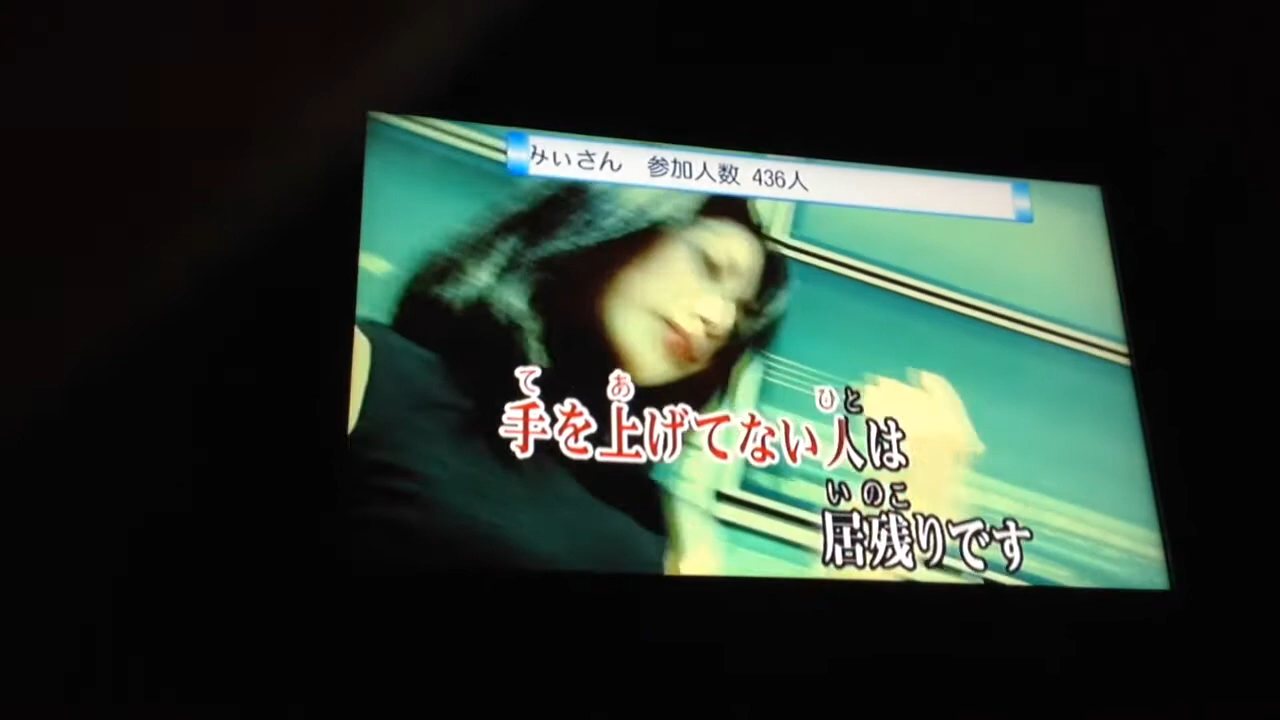 みぃさん 参加人数 436人
て あ ひと
手を上げてない人は
い のこ
居残りです